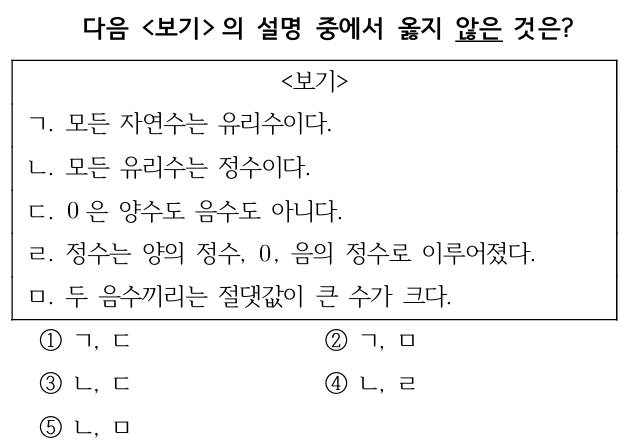 다음 <보기>의 설명 중에서 옳지 않은 것은?
<보기>
ㄱ. 모든 자연수는 유리수이다.
ㄴ. 모든 유리수는 정수이다.
ㄷ. 0은 양수도 음수도 아니다.
ㄹ. 정수는 양의 정수, 0, 음의 정수로 이루어졌다.
ㅁ. 두 음수끼리는 절댓값이 큰 수가 크다.
① ㄱ, ㄷ ② ㄱ, ㅁ
③ ㄴ, ㄷ ④ ㄴ, ㄹ
⑤ ㄴ, ㅁ